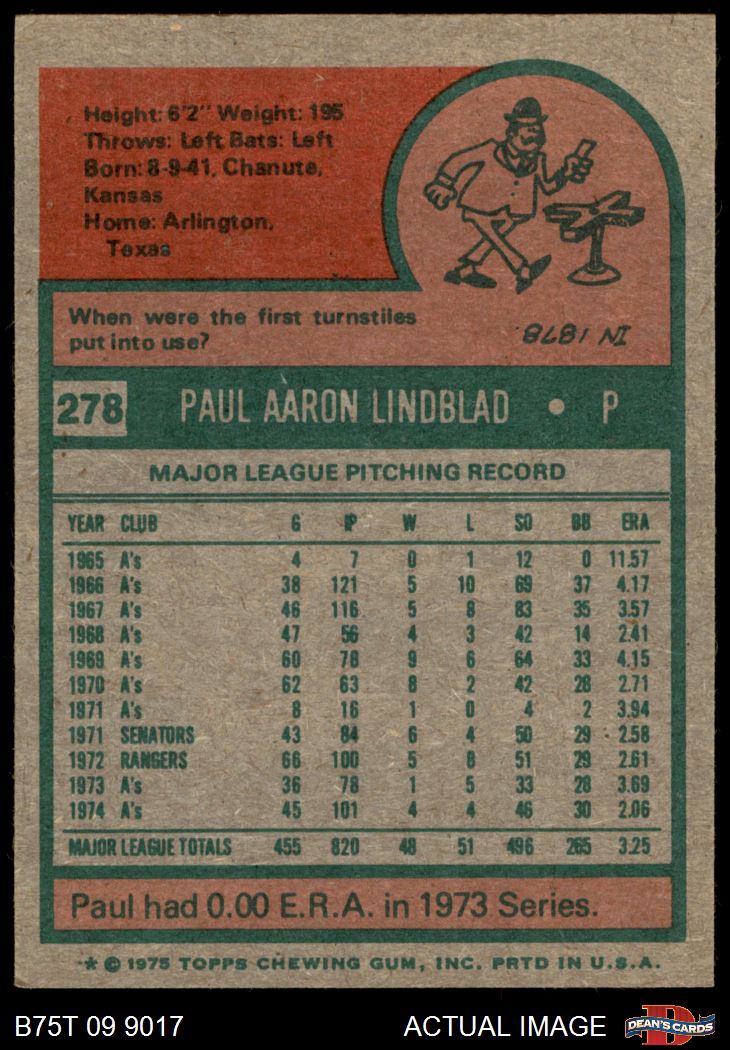 Height: 6'2" Weight: 195
Throws: Left Bats: Left
Born: 8-9-41, Chanute,
Kansas
Home: Arlington,
Texas
When were the first turnstiles
put into use?
IN 1878.
278 PAUL AARON LINDBLAD • P
MAJOR LEAGUE PITCHING RECORD
YEAR CLUB G IP W L SO BB ERA
1965 A's 4 7 0 1 12 0 11.57
1966 A's 38 121 5 10 69 37 4.17
1967 A's 46 116 5 8 83 35 3.57
1968 A's 47 56 4 3 42 14 2.41
1969 A's 60 78 9 6 64 33 4.15
1970 A's 62 63 8 2 42 28 2.71
1971 A's 8 16 1 0 4 2 3.94
1971 SENATORS 43 84 6 4 50 29 2.58
1972 RANGERS 66 100 5 8 51 29 2.61
1973 A's 36 78 1 5 33 28 3.69
1974 A's 45 101 4 4 46 30 2.06
MAJOR LEAGUE TOTALS 455 820 48 51 496 265 3.25
Paul had 0.00 E.R.A. in 1973 Series.
* © 1975 TOPPS CHEWING GUM, INC. PRTD IN U.S.A.
B75T 09 9017 ACTUAL IMAGE D DEAN'S CARDS